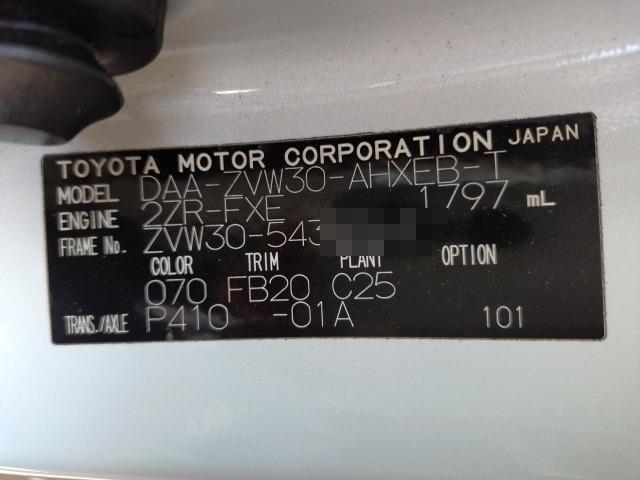 TOYOTA MOTOR CORPORATION JAPAN
MODEL DAA-ZVW30-AHXEB-T
ENGINE 2ZR-FXE 1797 mL
FRAME No. ZVW30-543
COLOR TRIM PLANT OPTION
070 FB20 C25
TRANS./AXLE P410 -01A 101